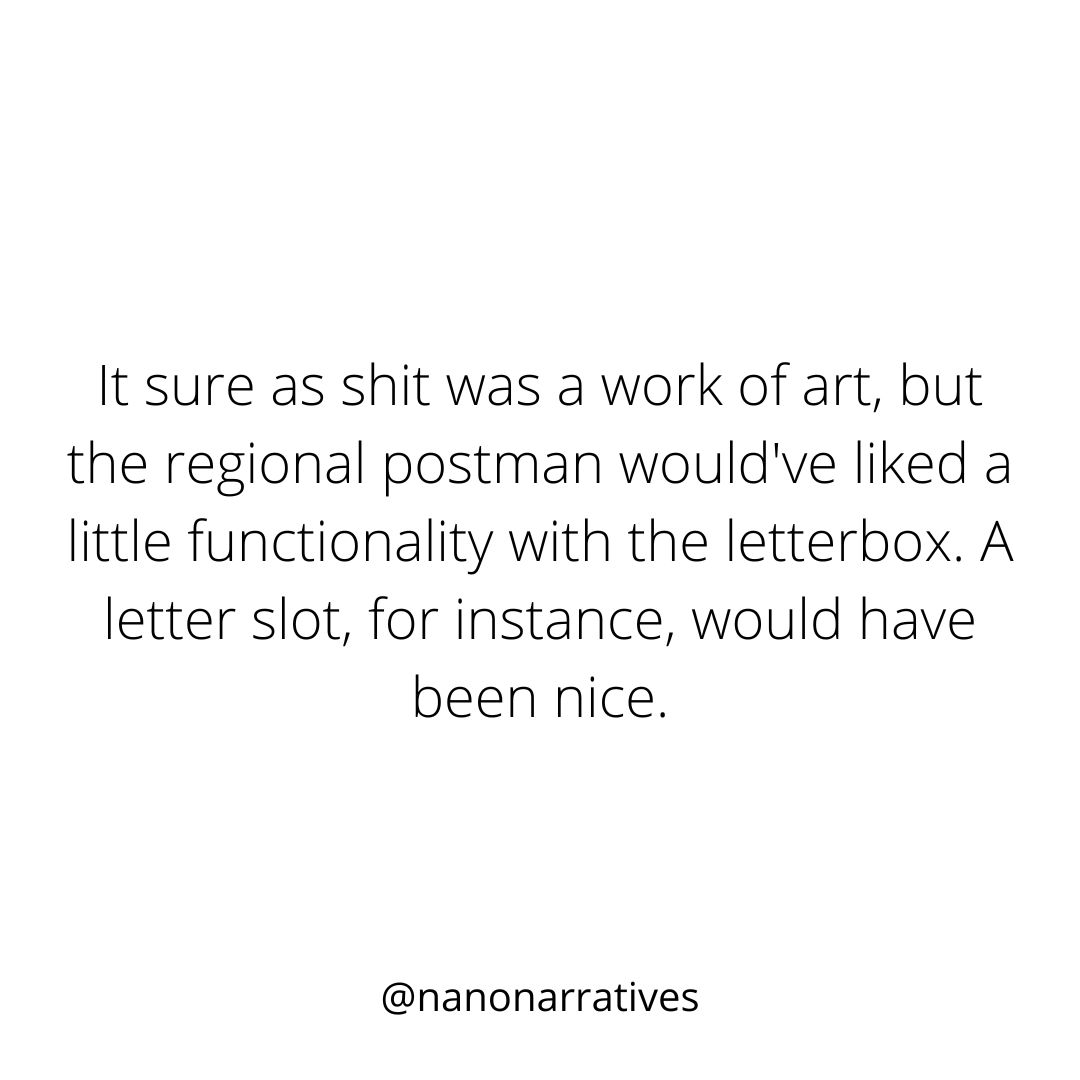 It sure as shit was a work of art, but
the regional postman would've liked a
little functionality with the letterbox. A
letter slot, for instance, would have
been nice.
@nanonarratives